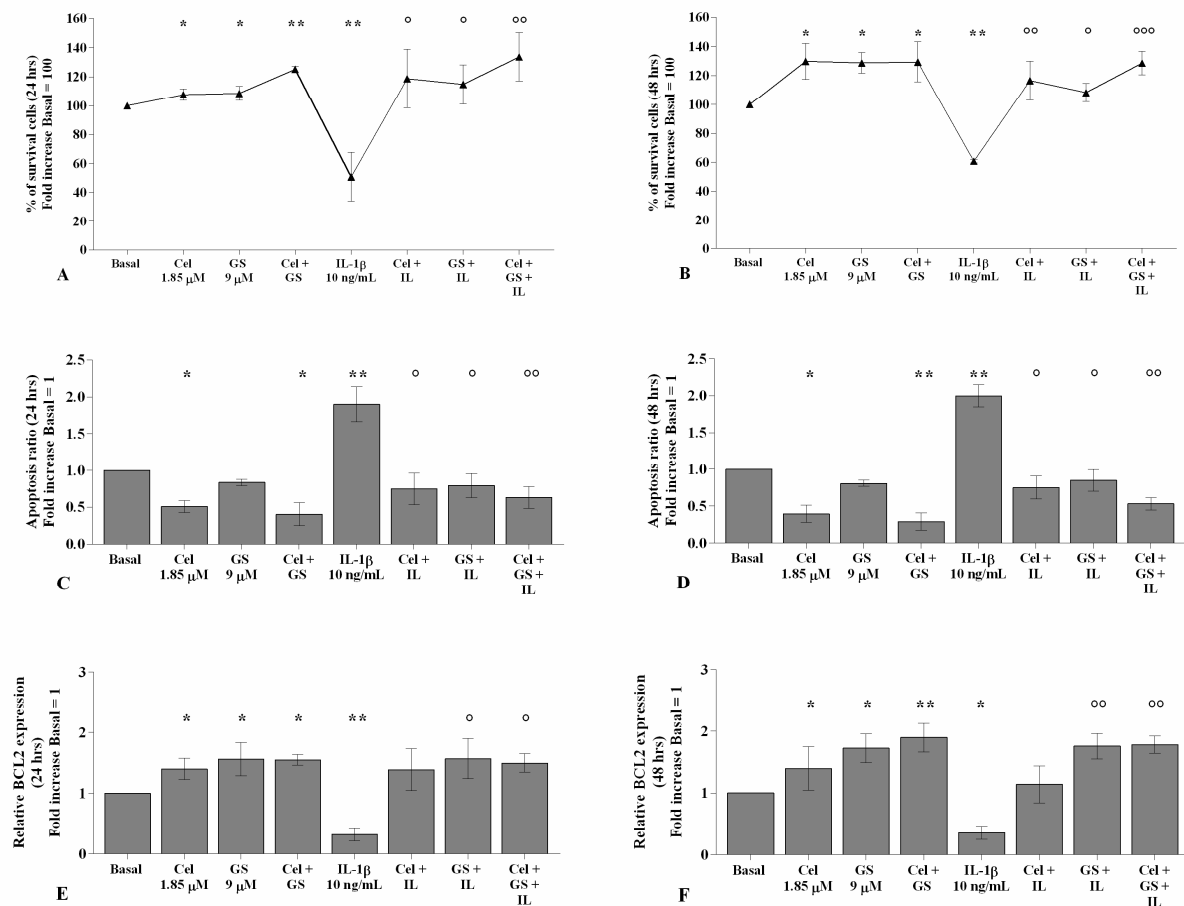 % of survival cells (24 hrs)
Fold increase Basal = 100
160
140
120
100
80
60
40
20
0
* * ** ** ° ° °°
Basal Cel GS Cel + IL-1β Cel + GS + Cel +
1.85 µM 9 µM GS 10 ng/mL IL IL GS +
IL
A
% of survival cells (48 hrs)
Fold increase Basal = 100
160
140
120
100
80
60
40
20
0
* * * ** °° ° °°°
Basal Cel GS Cel + IL-1β Cel + GS + Cel +
1.85 µM 9 µM GS 10 ng/mL IL IL GS +
IL
B
Apoptosis ratio (24 hrs)
Fold increase Basal = 1
2.5
2.0
1.5
1.0
0.5
0.0
* * ** ° ° °°
Basal Cel GS Cel + IL-1β Cel + GS + Cel +
1.85 µM 9 µM GS 10 ng/mL IL IL GS +
IL
C
Apoptosis ratio (48 hrs)
Fold increase Basal = 1
2.5
2.0
1.5
1.0
0.5
0.0
* ** ** ° ° °°
Basal Cel GS Cel + IL-1β Cel + GS + Cel +
1.85 µM 9 µM GS 10 ng/mL IL IL GS +
IL
D
Relative BCL2 expression
(24 hrs)
Fold increase Basal = 1
3
2
1
0
* * * ** ° °
Basal Cel GS Cel + IL-1β Cel + GS + Cel +
1.85 µM 9 µM GS 10 ng/mL IL IL GS +
IL
E
Relative BCL2 expression
(48 hrs)
Fold increase Basal = 1
3
2
1
0
* * ** * °° °°
Basal Cel GS Cel + IL-1β Cel + GS + Cel +
1.85 µM 9 µM GS 10 ng/mL IL IL GS +
IL
F